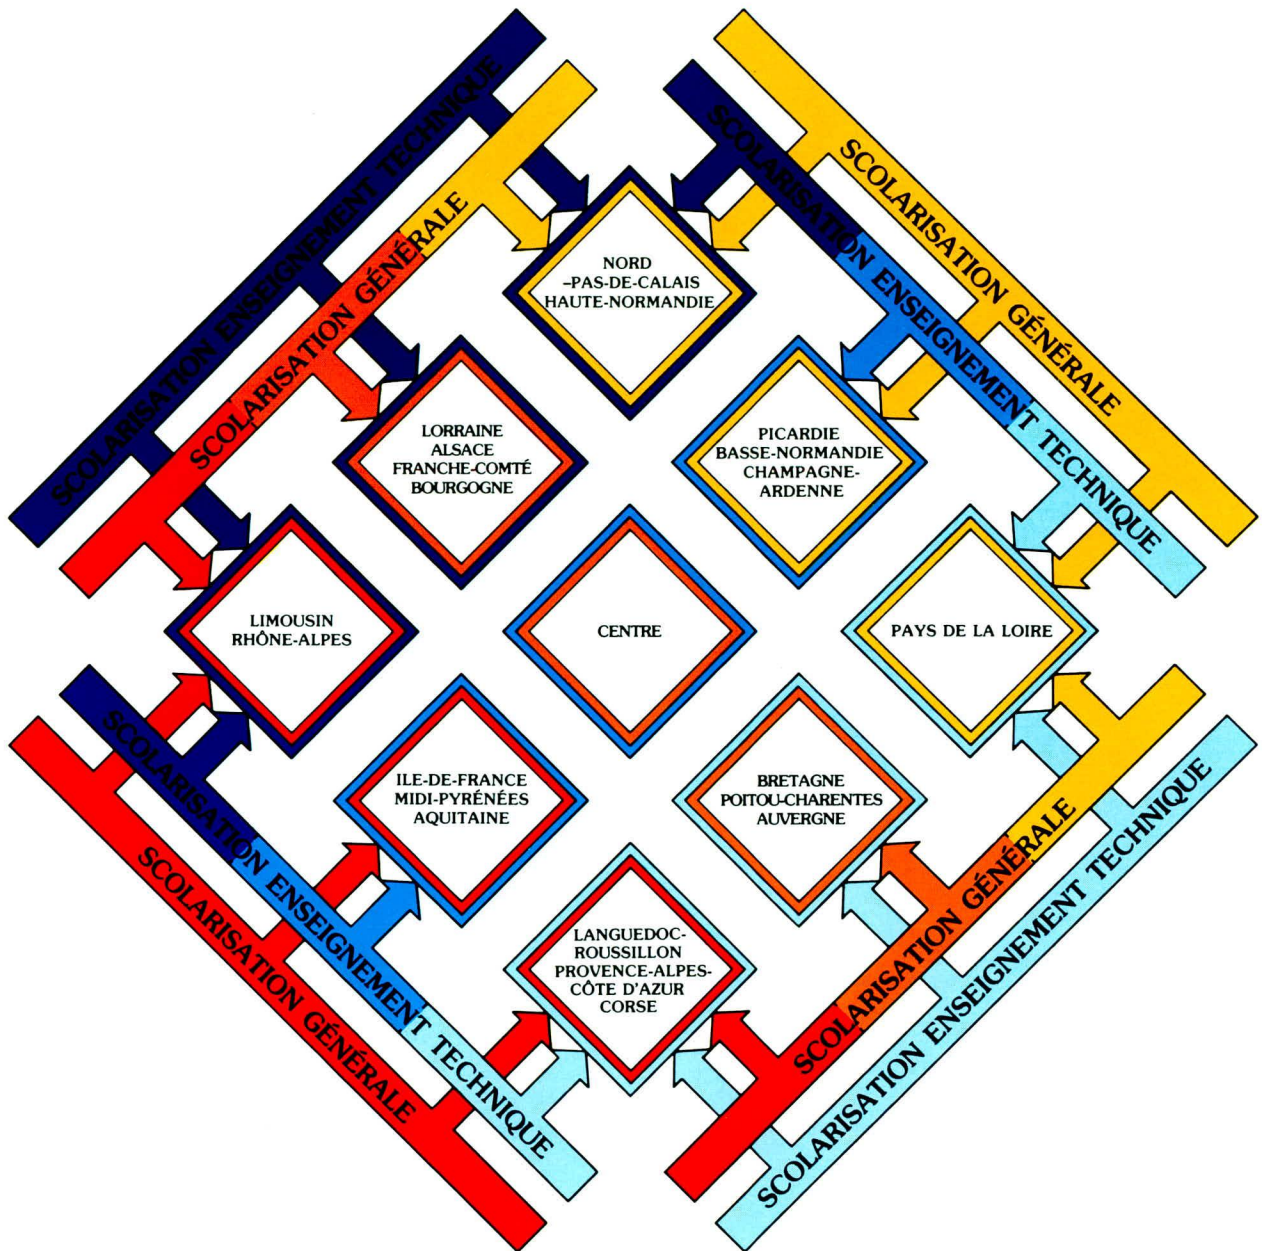 SCOLARISATION ENSEIGNEMENT TECHNIQUE
SCOLARISATION GÉNÉRALE
SCOLARISATION ENSEIGNEMENT TECHNIQUE
SCOLARISATION GÉNÉRALE
NORD
–PAS-DE-CALAIS
HAUTE-NORMANDIE
LORRAINE
ALSACE
FRANCHE-COMTÉ
BOURGOGNE
PICARDIE
BASSE-NORMANDIE
CHAMPAGNE-
ARDENNE
LIMOUSIN
RHÔNE-ALPES
CENTRE
PAYS DE LA LOIRE
ILE-DE-FRANCE
MIDI-PYRÉNÉES
AQUITAINE
BRETAGNE
POITOU-CHARENTES
AUVERGNE
LANGUEDOC-
ROUSSILLON
PROVENCE-ALPES-
CÔTE D'AZUR
CORSE
SCOLARISATION ENSEIGNEMENT TECHNIQUE
SCOLARISATION GÉNÉRALE
SCOLARISATION GÉNÉRALE
SCOLARISATION ENSEIGNEMENT TECHNIQUE